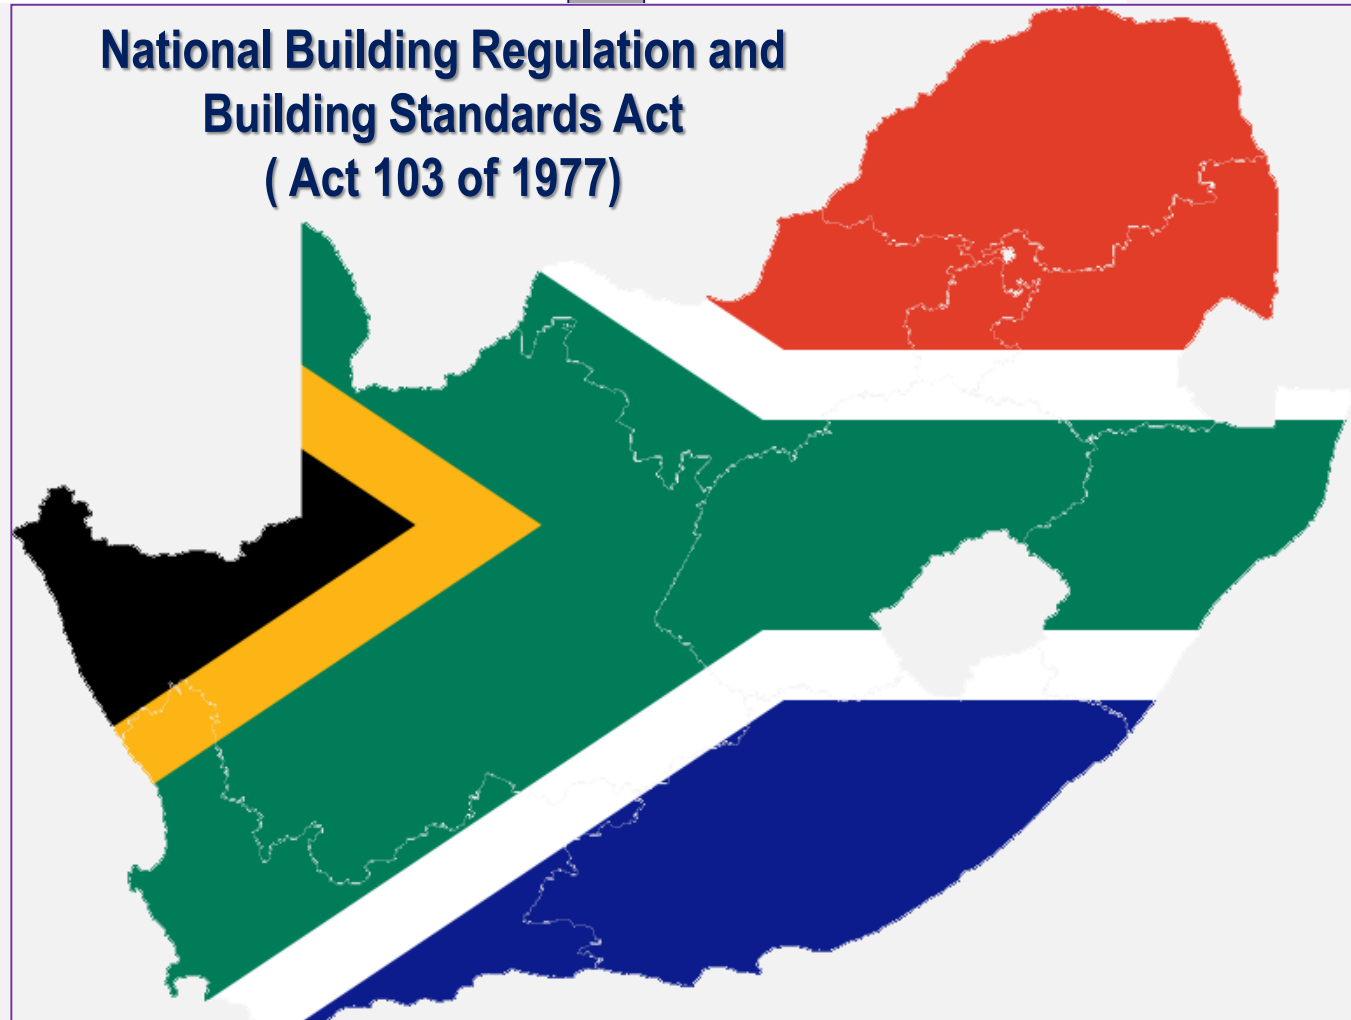 National Building Regulation and
Building Standards Act
( Act 103 of 1977)